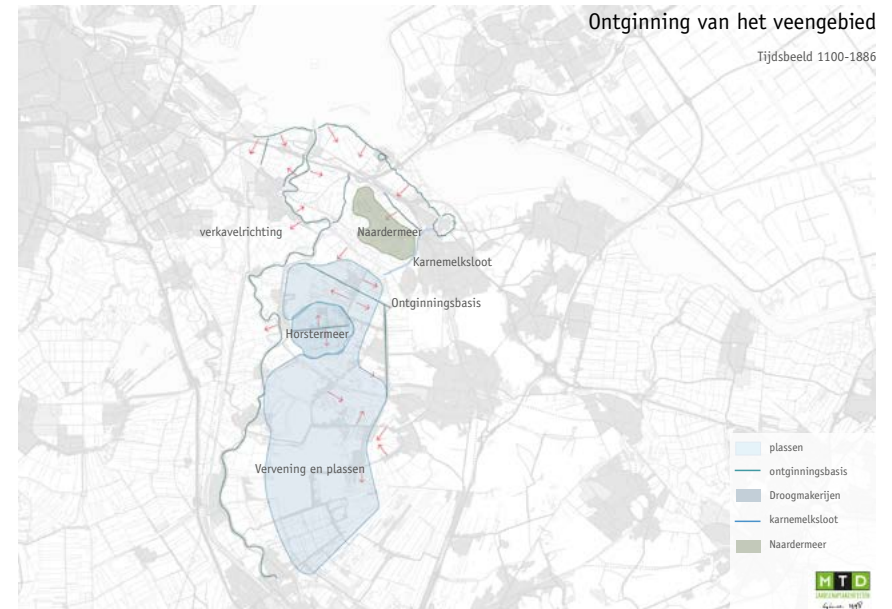 Ontginning van het veengebied
Tijdsbeeld 1100-1886
verkavelrichting
Naardermeer
Karnemelksloot
Ontginningsbasis
Horstermeer
Vervening en plassen
plassen
ontginningsbasis
Droogmakerijen
karnemelksloot
Naardermeer
MTD
LANDSCHAPSARCHITECTEN